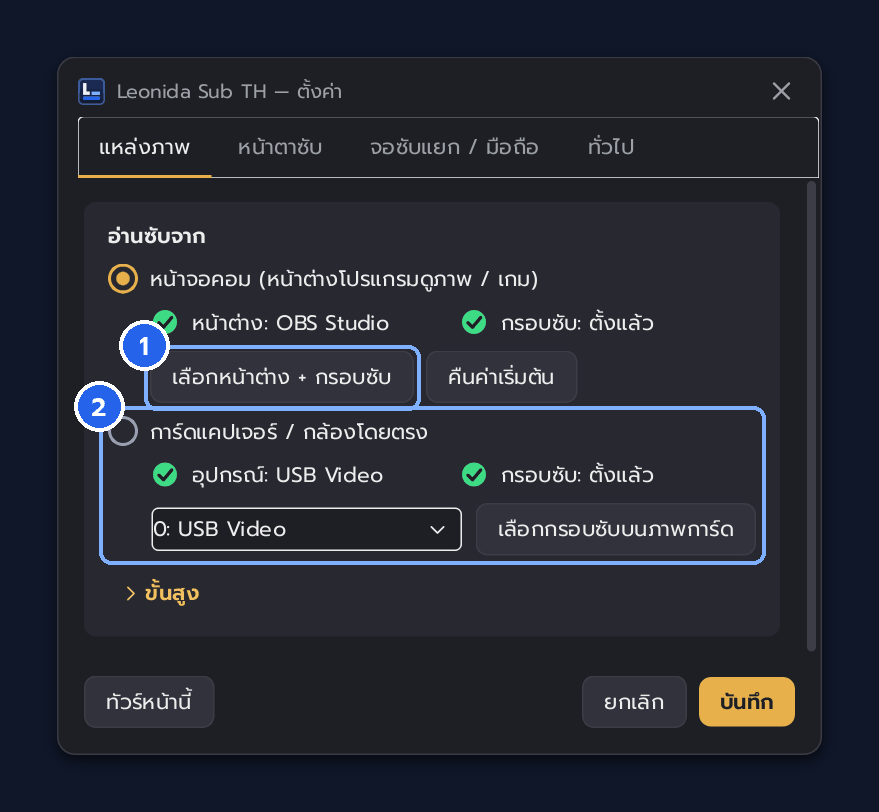 L
Leonida Sub TH — ตั้งค่า
แหล่งภาพ หน้าตาซับ จอซับแยก / มือถือ ทั่วไป
อ่านซับจาก
หน้าจอคอม (หน้าต่างโปรแกรมดูภาพ / เกม)
หน้าต่าง: OBS Studio กรอบซับ: ตั้งแล้ว
1
เลือกหน้าต่าง + กรอบซับ คืนค่าเริ่มต้น
2
การ์ดแคปเจอร์ / กล้องโดยตรง
อุปกรณ์: USB Video กรอบซับ: ตั้งแล้ว
0: USB Video เลือกกรอบซับบนภาพการ์ด
ขั้นสูง
ทัวร์หน้านี้ ยกเลิก บันทึก